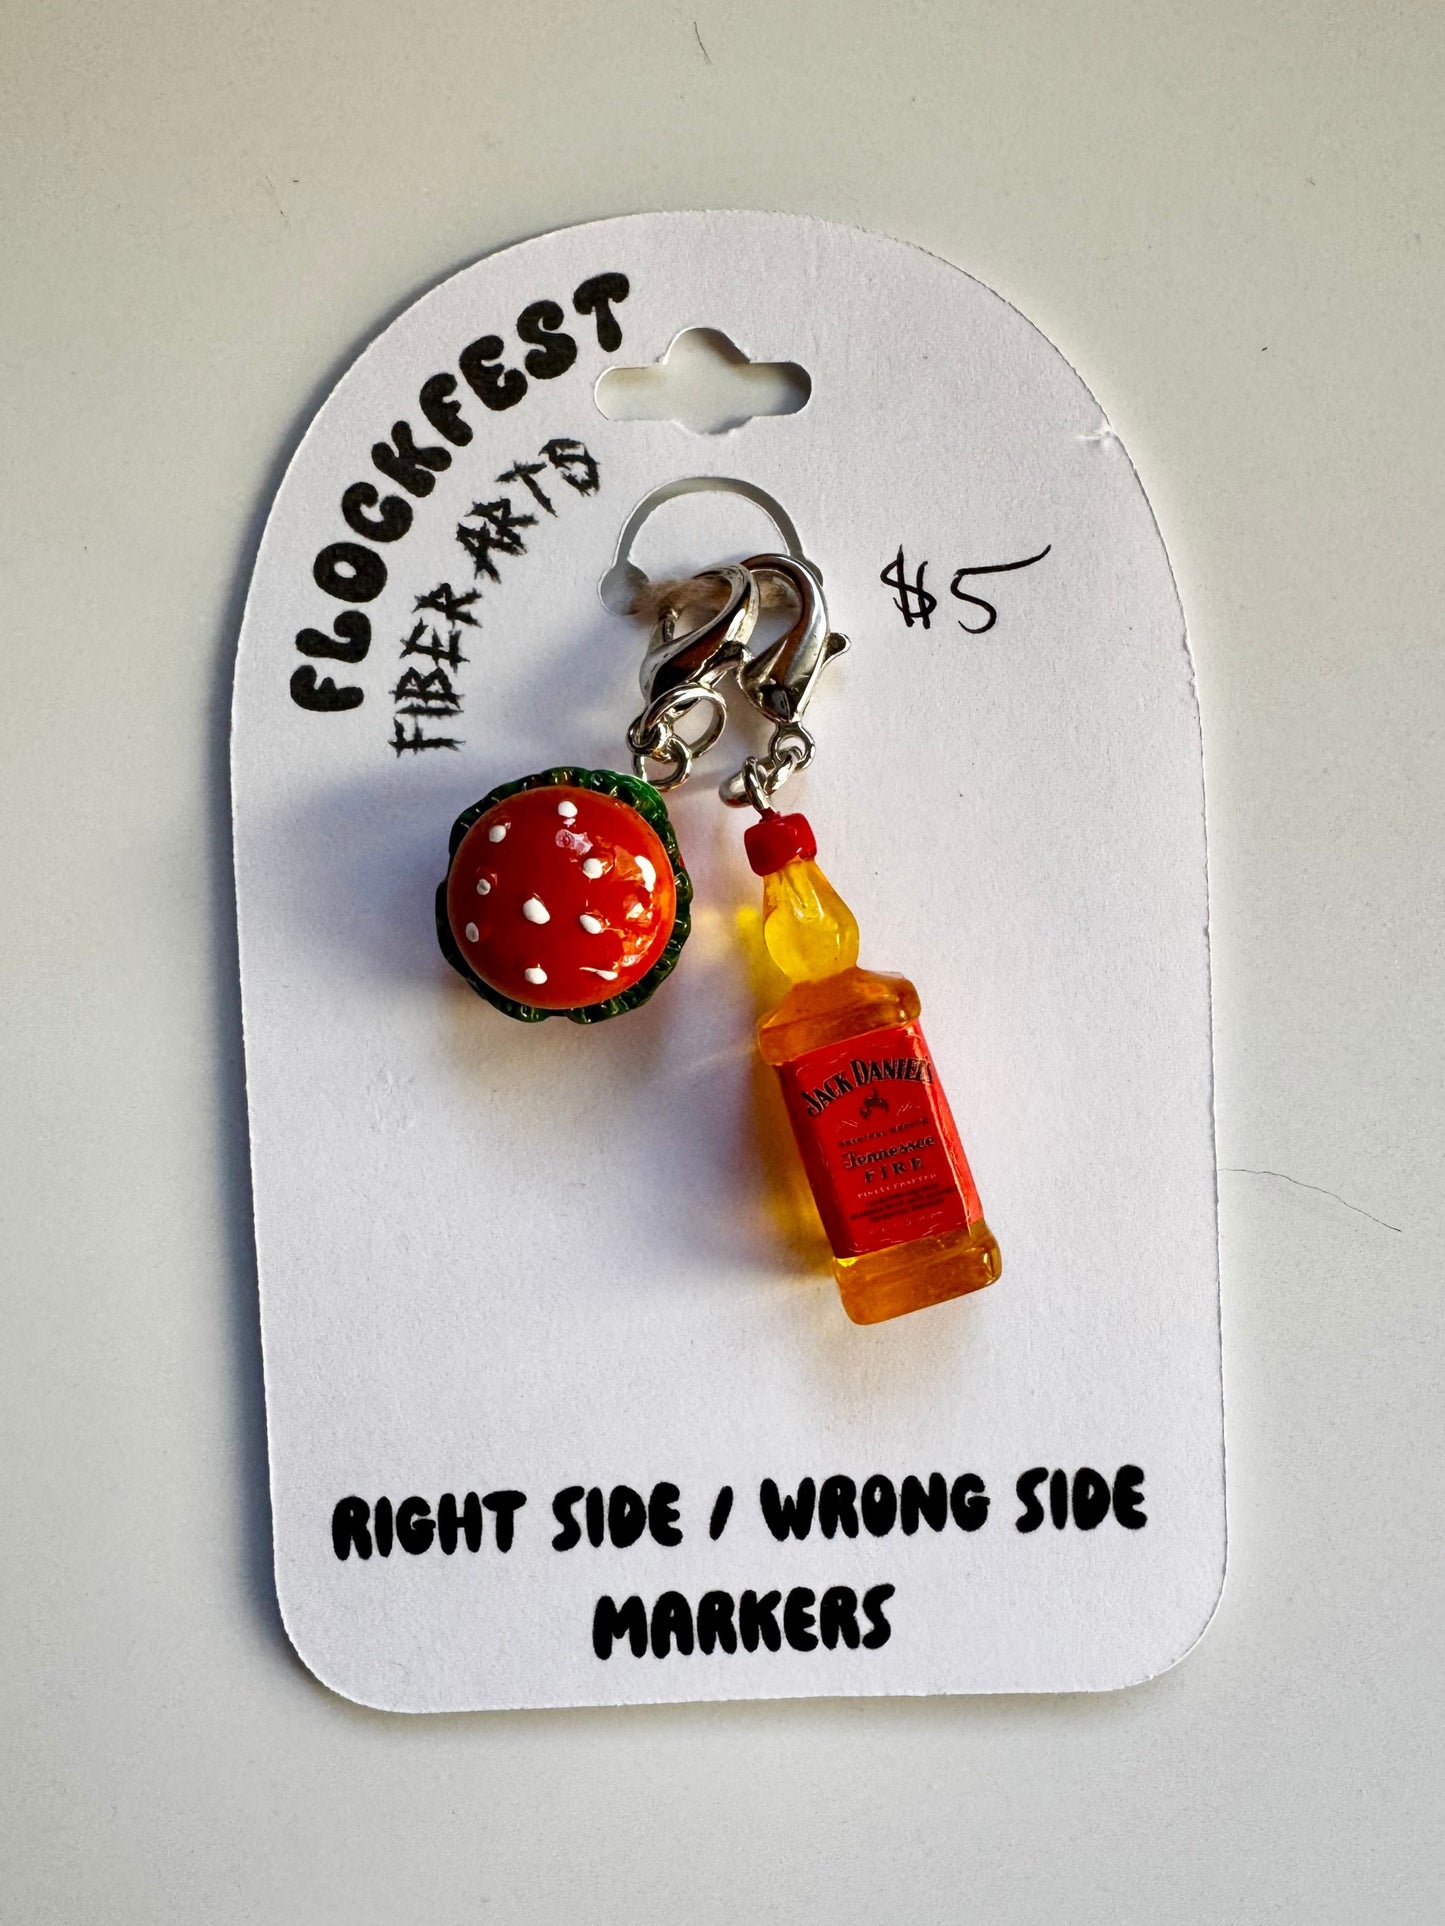 FLOCKFEST
FIBER ARTS
$5
JACK DANIEL'S
Tennessee
FIRE
RIGHT SIDE / WRONG SIDE
MARKERS